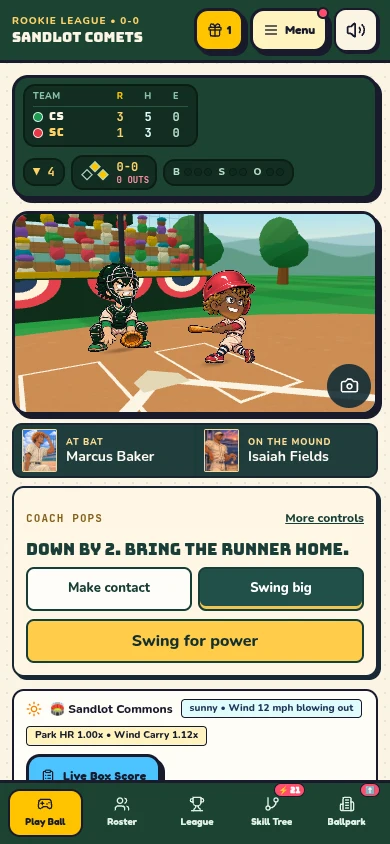 ROOKIE LEAGUE • 0-0
SANDLOT COMETS
1
Menu
TEAM R H E
CS 3 5 0
SC 1 3 0
▼ 4
0-0
0 OUTS
B S O
AT BAT
Marcus Baker
ON THE MOUND
Isaiah Fields
COACH POPS
More controls
DOWN BY 2. BRING THE RUNNER HOME.
Make contact
Swing big
Swing for power
Sandlot Commons
sunny • Wind 12 mph blowing out
Park HR 1.00x • Wind Carry 1.12x
Live Box Score
⚡ 21
Play Ball
Roster
League
Skill Tree
Ballpark